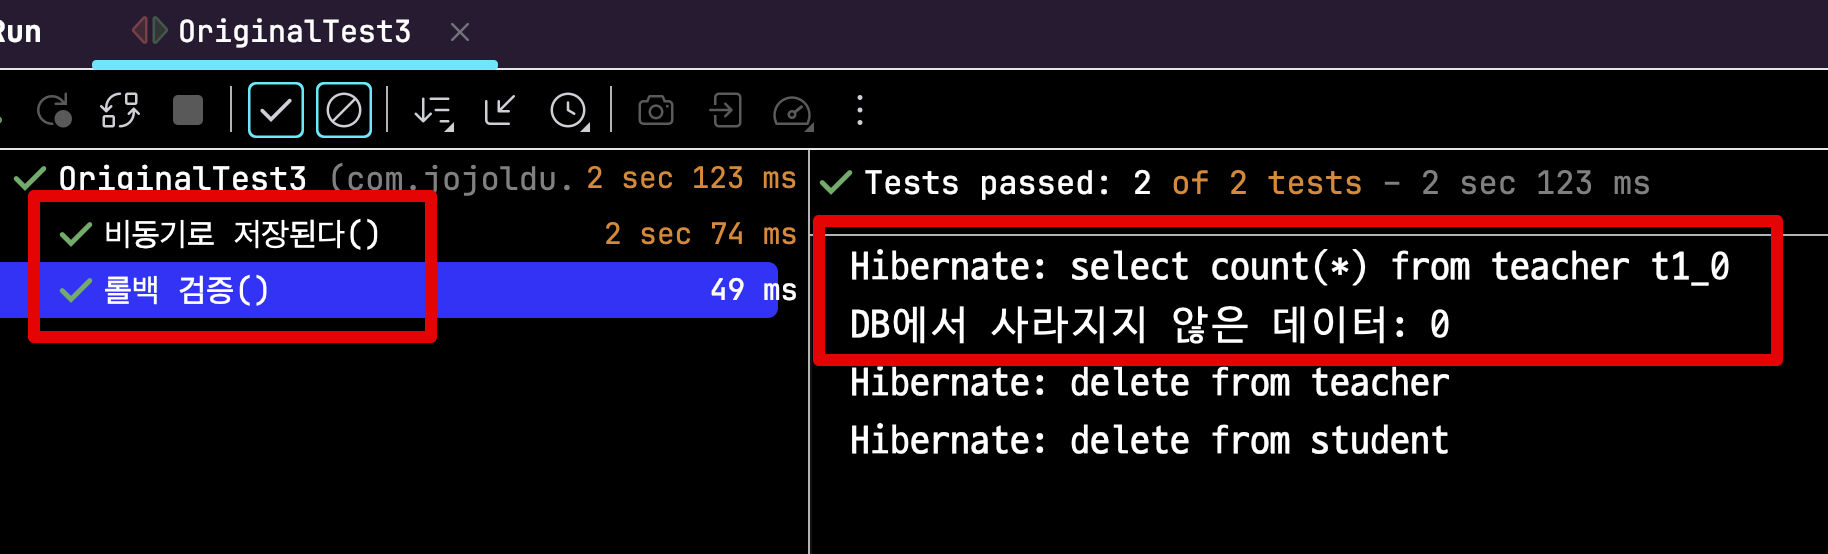 Run OriginalTest3
OriginalTest3 (com.jojoldu. 2 sec 123 ms
비동기로 저장된다() 2 sec 74 ms
롤백 검증() 49 ms
Tests passed: 2 of 2 tests – 2 sec 123 ms
Hibernate: select count(*) from teacher t1_0
DB에서 사라지지 않은 데이터: 0
Hibernate: delete from teacher
Hibernate: delete from student